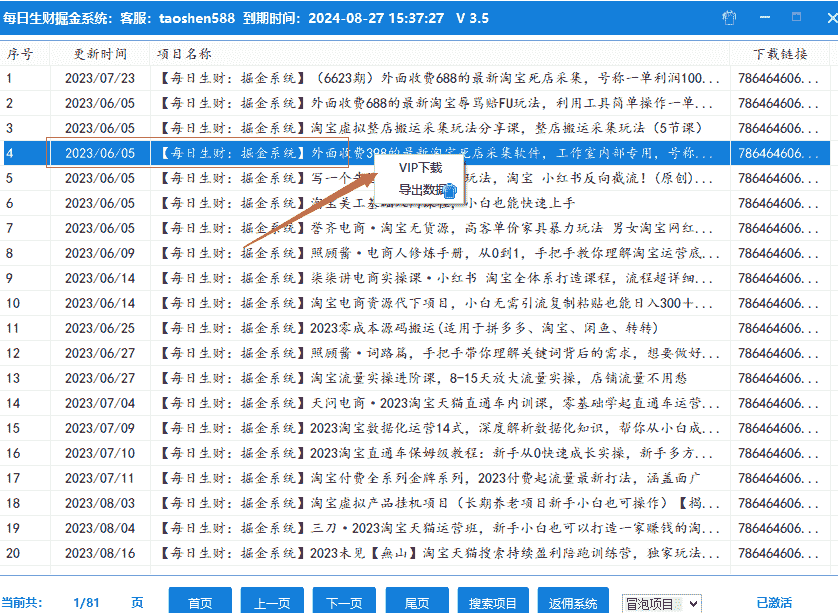 每日生财掘金系统: 客服: taoshen588 到期时间: 2024-08-27 15:37:27 V 3.5
序号 更新时间 项目名称 下载链接
1 2023/07/23 【每日生财: 掘金系统】（6623期）外面收费688的最新淘宝死店采集, 号称一单利润100... 786464606...
2 2023/06/05 【每日生财: 掘金系统】外面收费688的最新淘宝辱骂赔FU玩法, 利用工具简单操作一单... 786464606...
3 2023/06/05 【每日生财: 掘金系统】淘宝虚拟整店搬运采集玩法分享课, 整店搬运采集玩法（5节课） 786464606...
4 2023/06/05 【每日生财: 掘金系统】外面收费398的最新淘宝死店采集软件, 工作室内部专用, 号称... 786464606...
VIP下载
导出数据
5 2023/06/05 【每日生财: 掘金系统】写一个 玩法, 淘宝 小红书反向截流!(原创)... 786464606...
6 2023/06/05 【每日生财: 掘金系统】淘宝美工基础 小白也能快速上手 786464606...
7 2023/06/05 【每日生财: 掘金系统】誉齐电商·淘宝无货源, 高客单价家具暴力玩法 男女淘宝网红... 786464606...
8 2023/06/09 【每日生财: 掘金系统】照顾酱·电商人修炼手册, 从0到1, 手把手教你理解淘宝运营底... 786464606...
9 2023/06/14 【每日生财: 掘金系统】柒柒讲电商实操课·小红书 淘宝全体系打造课程, 流程超详细... 786464606...
10 2023/06/14 【每日生财: 掘金系统】淘宝电商资源代下项目, 小白无需引流复制粘贴也能日入300＋... 786464606...
11 2023/06/25 【每日生财: 掘金系统】2023零成本源码搬运(适用于拼多多、淘宝、闲鱼、转转) 786464606...
12 2023/06/27 【每日生财: 掘金系统】照顾酱·词路篇, 手把手带你理解关键词背后的需求, 想要做好... 786464606...
13 2023/06/27 【每日生财: 掘金系统】淘宝流量实操进阶课, 8-15天放大流量实操, 店铺流量不用愁 786464606...
14 2023/07/04 【每日生财: 掘金系统】天问电商·2023淘宝天猫直通车内训课, 零基础学起直通车运营... 786464606...
15 2023/07/09 【每日生财: 掘金系统】2023淘宝数据化运营14式, 深度解析数据化知识, 帮你从小白成... 786464606...
16 2023/07/10 【每日生财: 掘金系统】2023淘宝直通车保姆级教程: 新手从0快速成长实操, 新手多方... 786464606...
17 2023/07/11 【每日生财: 掘金系统】淘宝付费全系列金牌系列, 2023付费起流量最新打法, 涵盖面广 786464606...
18 2023/08/03 【每日生财: 掘金系统】淘宝虚拟产品挂机项目（长期养老项目新手小白也可操作）【揭... 786464606...
19 2023/08/04 【每日生财: 掘金系统】三刀·2023淘宝天猫运营班, 新手小白也可以打造一家赚钱的淘... 786464606...
20 2023/08/16 【每日生财: 掘金系统】2023未见【燕山】淘宝天猫搜索持续盈利陪跑训练营, 独家玩法... 786464606...
当前共: 1/81 页 首页 上一页 下一页 尾页 搜索项目 返佣系统 冒泡项目 已激活